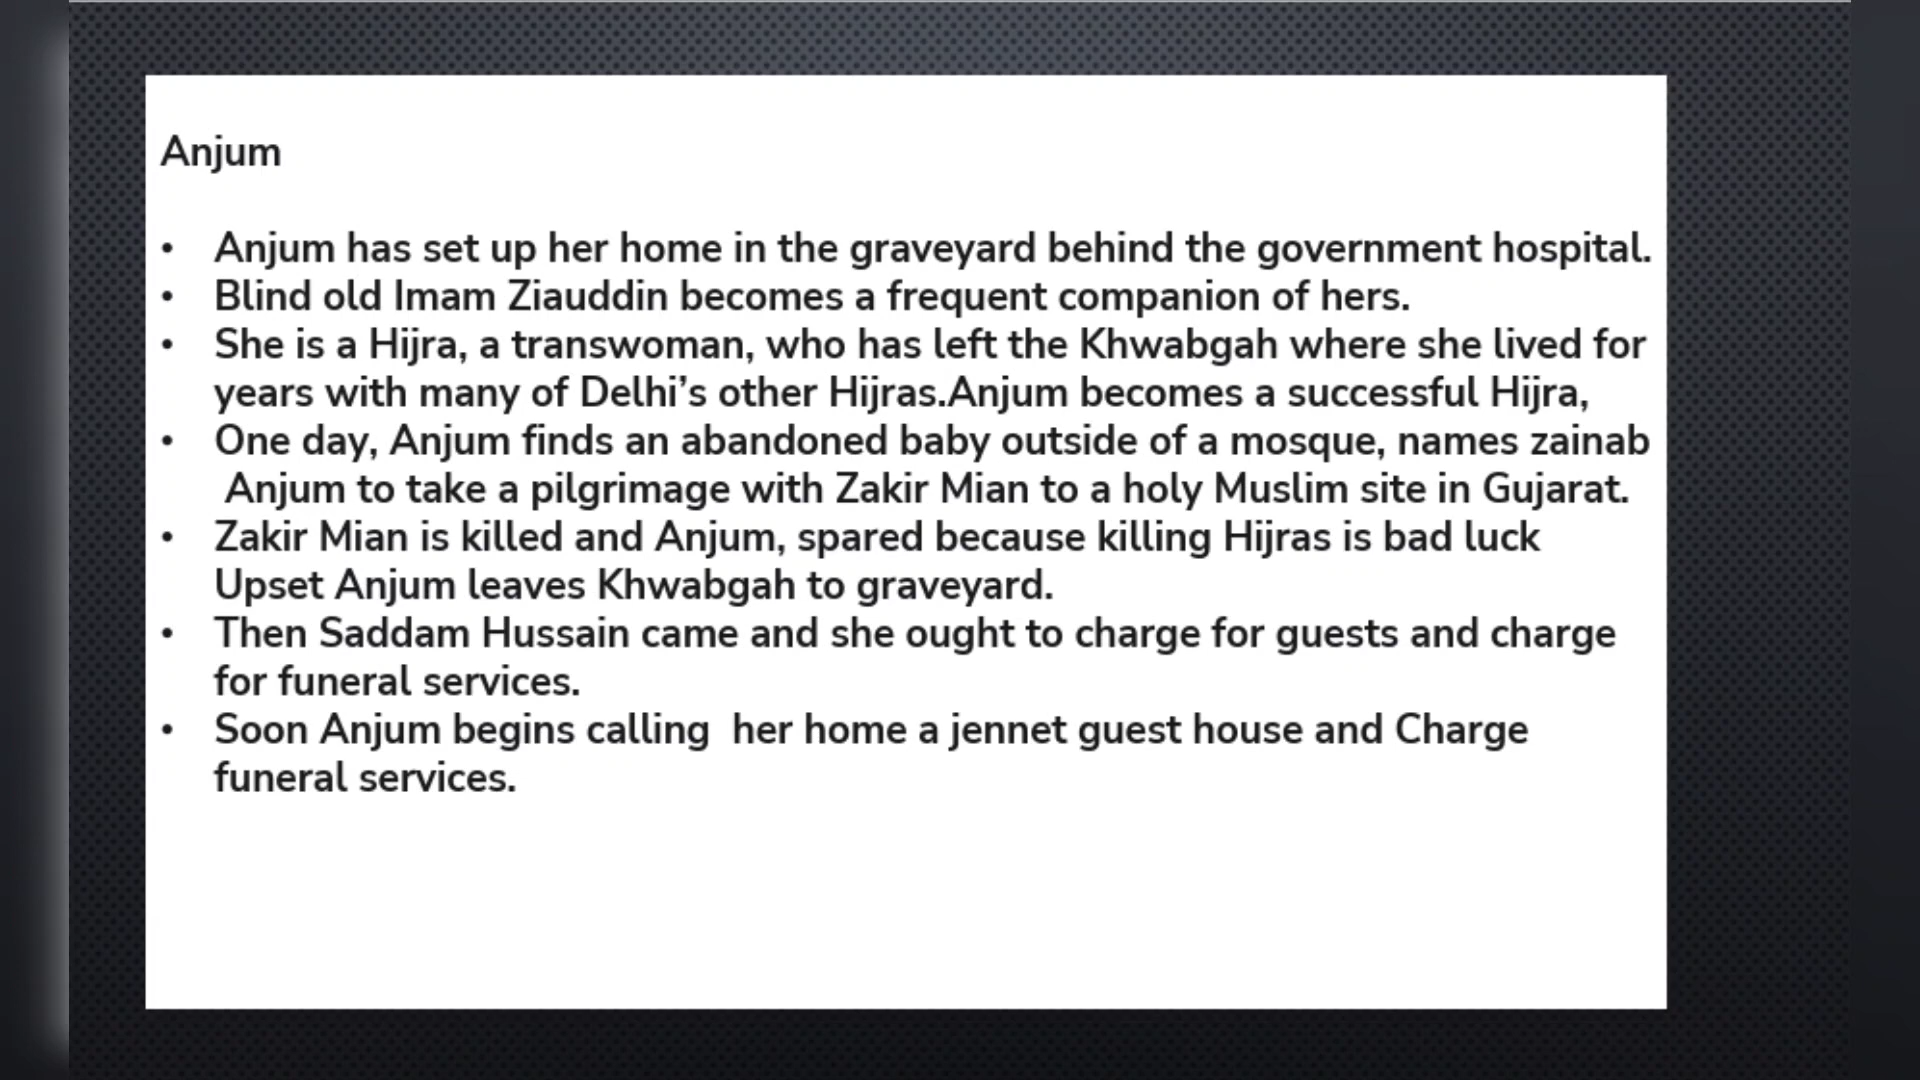 Anjum
• Anjum has set up her home in the graveyard behind the government hospital.
• Blind old Imam Ziauddin becomes a frequent companion of hers.
• She is a Hijra, a transwoman, who has left the Khwabgah where she lived for
years with many of Delhi’s other Hijras.Anjum becomes a successful Hijra,
• One day, Anjum finds an abandoned baby outside of a mosque, names zainab
Anjum to take a pilgrimage with Zakir Mian to a holy Muslim site in Gujarat.
• Zakir Mian is killed and Anjum, spared because killing Hijras is bad luck
Upset Anjum leaves Khwabgah to graveyard.
• Then Saddam Hussain came and she ought to charge for guests and charge
for funeral services.
• Soon Anjum begins calling  her home a jennet guest house and Charge
funeral services.